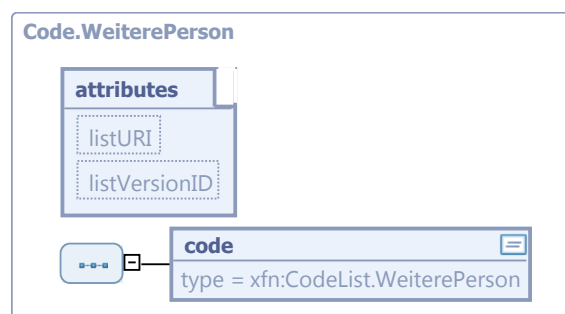 Code.WeiterePerson
attributes
listURI
listVersionID
code
type = xfn:CodeList.WeiterePerson